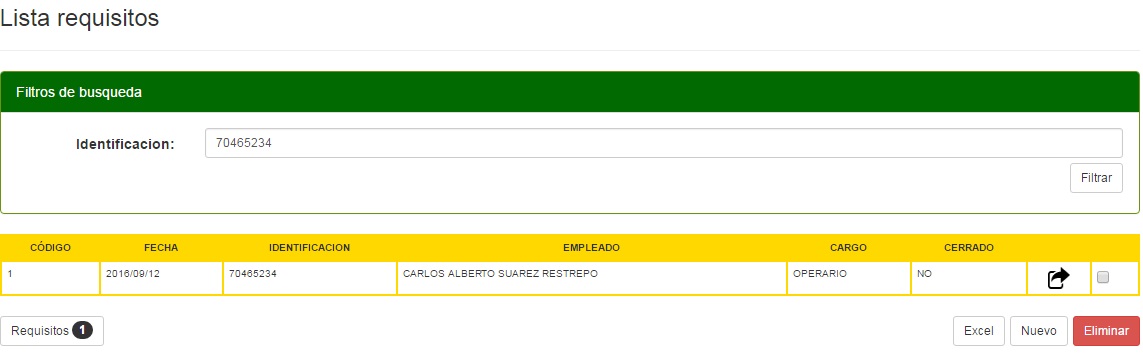 Lista requisitos
Filtros de busqueda
Identificacion: 70465234
Filtrar
CÓDIGO FECHA IDENTIFICACION EMPLEADO CARGO CERRADO
1 2016/09/12 70465234 CARLOS ALBERTO SUAREZ RESTREPO OPERARIO NO
Requisitos 1 Excel Nuevo Eliminar